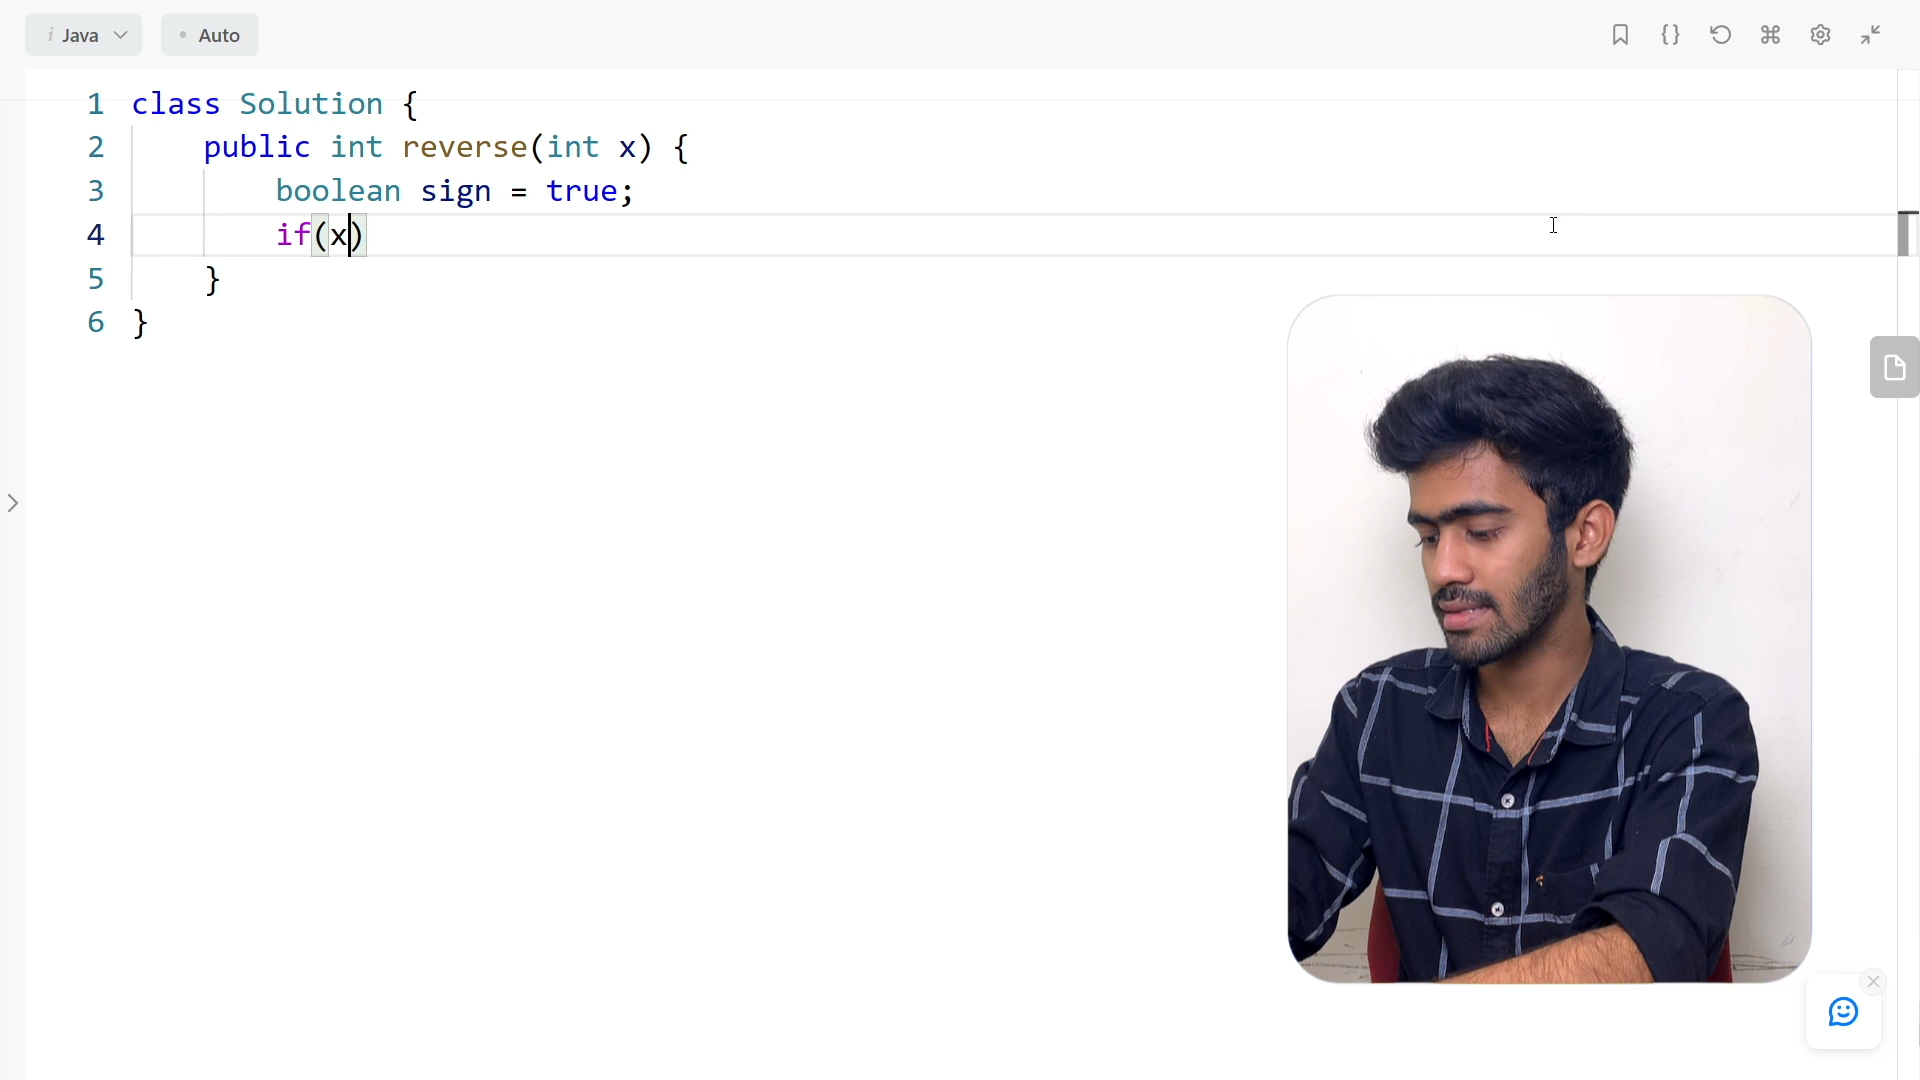 i Java
Auto
1 class Solution {
2 public int reverse(int x) {
3 boolean sign = true;
4 if(x)
5 }
6 }